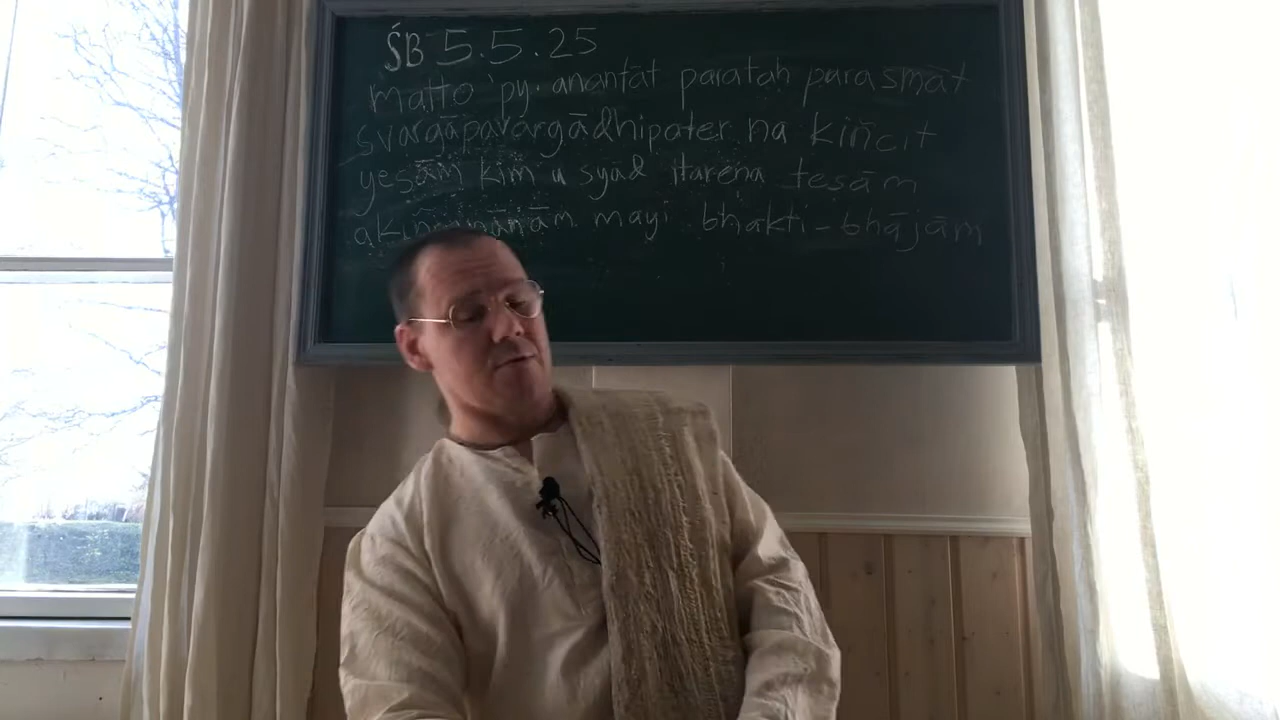 ŚB 5.5.25
matto 'py anantāt parataḥ parasmāt
svargāpavargādhipater na kiñcit
yeṣām kim u syād itareṇa teṣām
mayi bhakti-bhājām